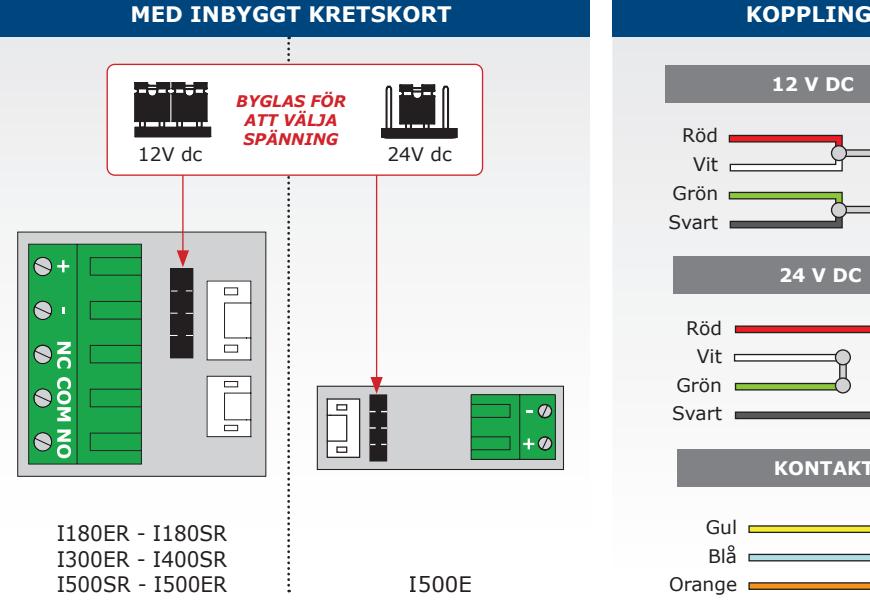 MED INBYGGT KRETSKORT
BYGLAS FÖR
ATT VÄLJA
SPÄNNING
12V dc
24V dc
+
-
NC COM NO
-
+
I180ER - I180SR
I300ER - I400SR
I500SR - I500ER
I500E
KOPPLING
12 V DC
Röd
Vit
Grön
Svart
24 V DC
Röd
Vit
Grön
Svart
KONTAKT
Gul
Blå
Orange